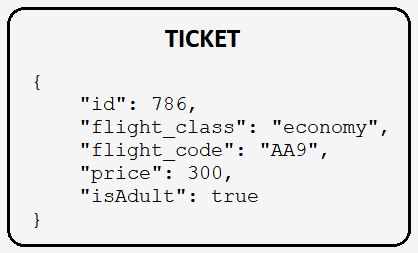 TICKET
{
    "id": 786,
    "flight_class": "economy",
    "flight_code": "AA9",
    "price": 300,
    "isAdult": true
}